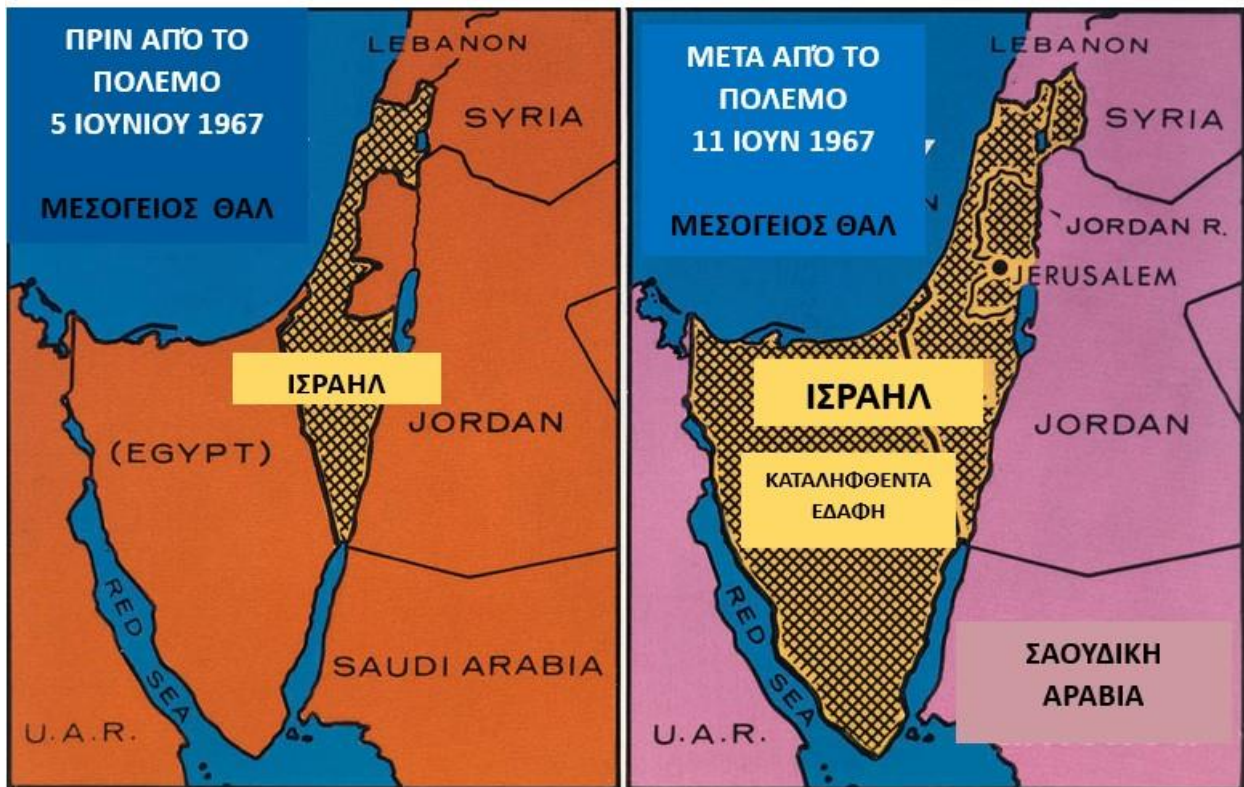 ΠΡΙΝ ΑΠΌ ΤΟ
ΠΟΛΕΜΟ
5 ΙΟΥΝΙΟΥ 1967
ΜΕΣΟΓΕΙΟΣ ΘΑΛ
LEBANON
SYRIA
ΙΣΡΑΗΛ
JORDAN
(EGYPT)
RED SEA
SAUDI ARABIA
U.A.R.
ΜΕΤΑ ΑΠΌ ΤΟ
ΠΟΛΕΜΟ
11 ΙΟΥΝ 1967
ΜΕΣΟΓΕΙΟΣ ΘΑΛ
LEBANON
SYRIA
JORDAN R.
JERUSALEM
ΙΣΡΑΗΛ
JORDAN
ΚΑΤΑΛΗΦΘΕΝΤΑ
ΕΔΑΦΗ
RED SEA
ΣΑΟΥΔΙΚΗ
ΑΡΑΒΙΑ
U.A.R.